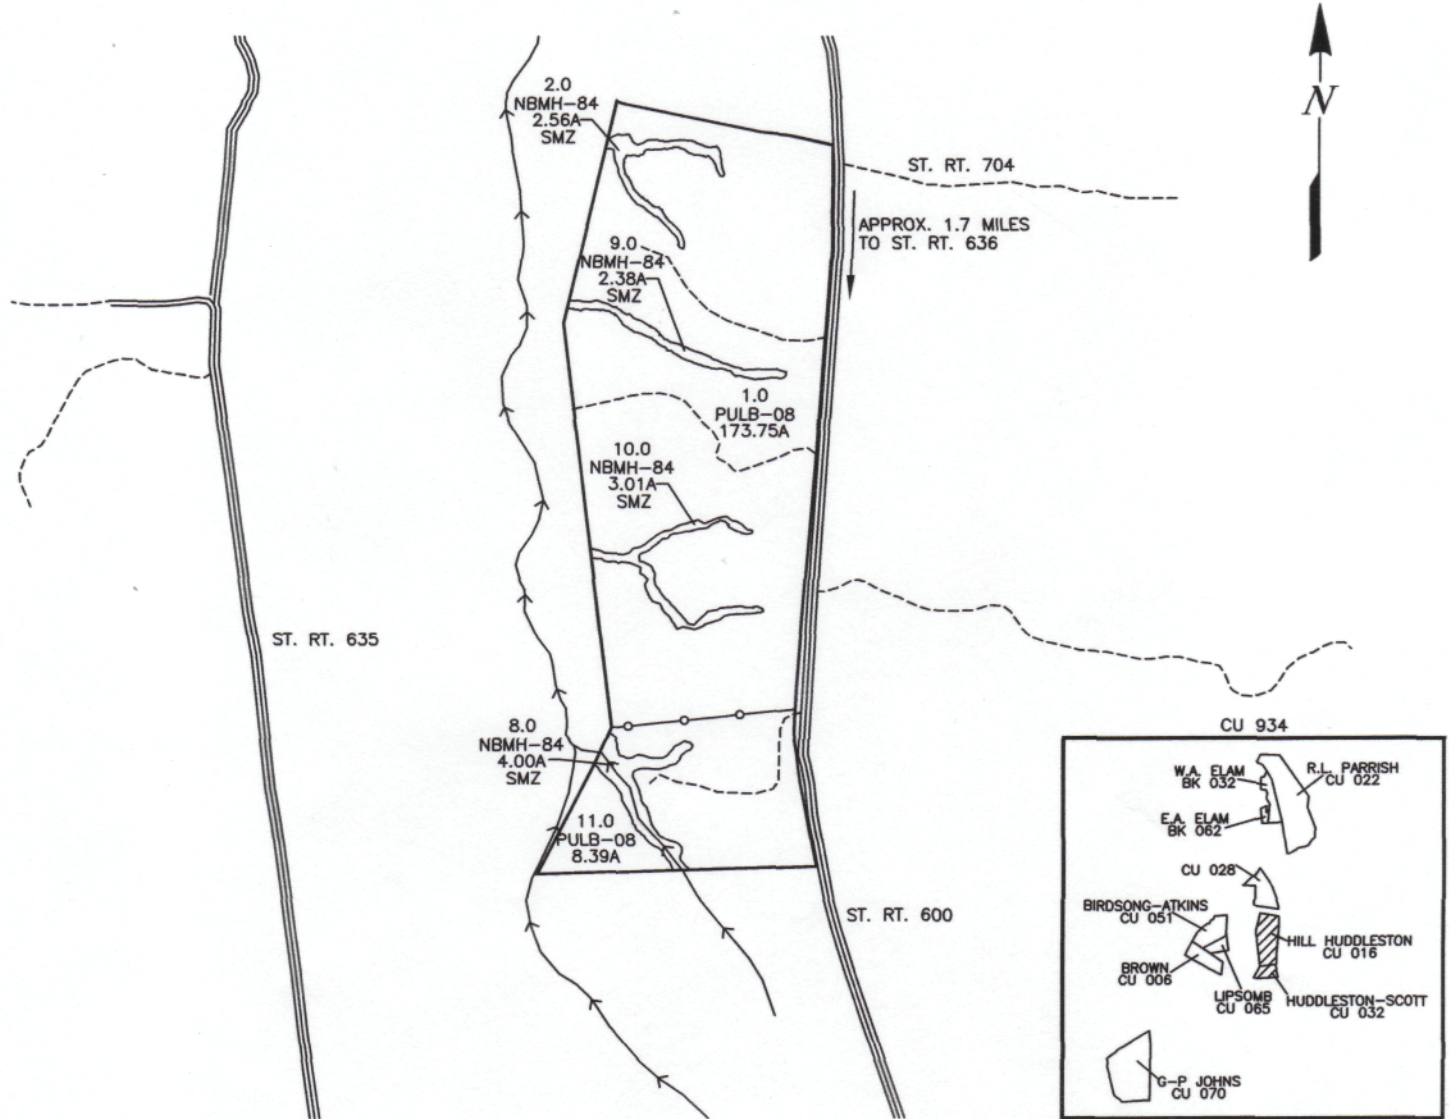 2.0
NBMH-84
2.56A
SMZ
N
ST. RT. 704
APPROX. 1.7 MILES
TO ST. RT. 636
9.0
NBMH-84
2.38A
SMZ
1.0
PULB-08
173.75A
10.0
NBMH-84
3.01A
SMZ
ST. RT. 635
8.0
NBMH-84
4.00A
SMZ
11.0
PULB-08
8.39A
ST. RT. 600
CU 934
W.A. ELAM
BK 032
R.L. PARRISH
CU 022
E.A. ELAM
BK 062
CU 028
BIRDSONG-ATKINS
CU 051
HILL HUDDLESTON
CU 016
BROWN
CU 006
LIPSOMB
CU 065
HUDDLESTON-SCOTT
CU 032
G-P JOHNS
CU 070